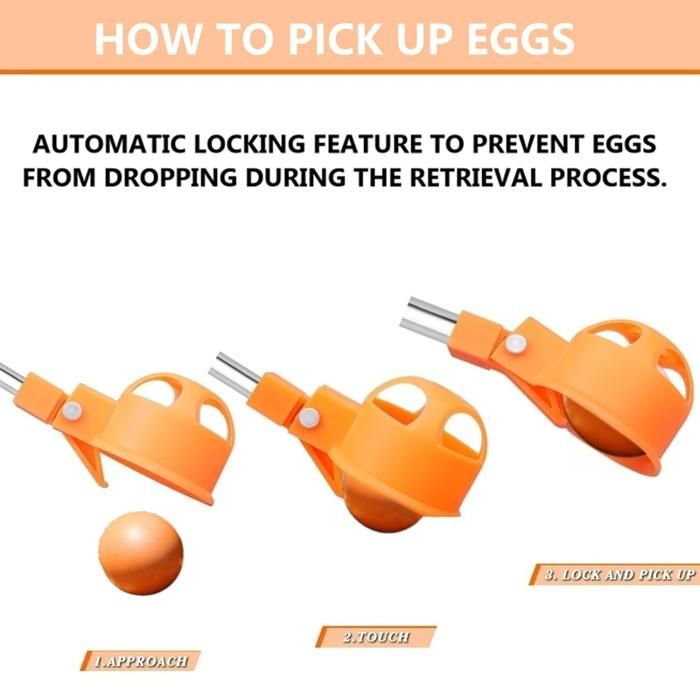 HOW TO PICK UP EGGS
AUTOMATIC LOCKING FEATURE TO PREVENT EGGS
FROM DROPPING DURING THE RETRIEVAL PROCESS.
1.APPROACH
2.TOUCH
3. LOCK AND PICK UP